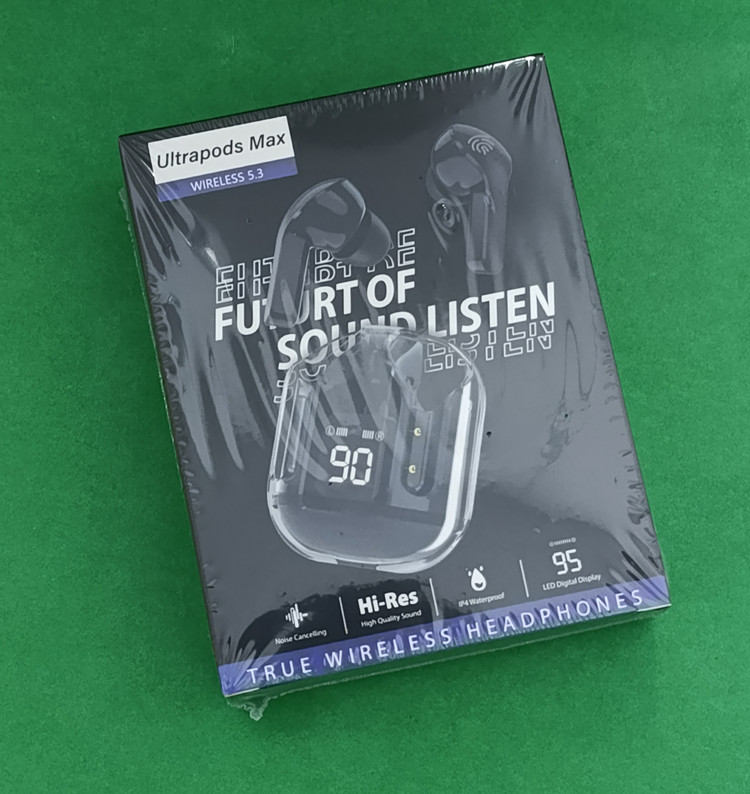 Ultrapods Max
WIRELESS 5.3
FUTURT OF
SOUND LISTEN
L R
90
Noise Cancelling
Hi-Res
High Quality Sound
IP4 Waterproof
95
LED Digital Display
TRUE WIRELESS HEADPHONES